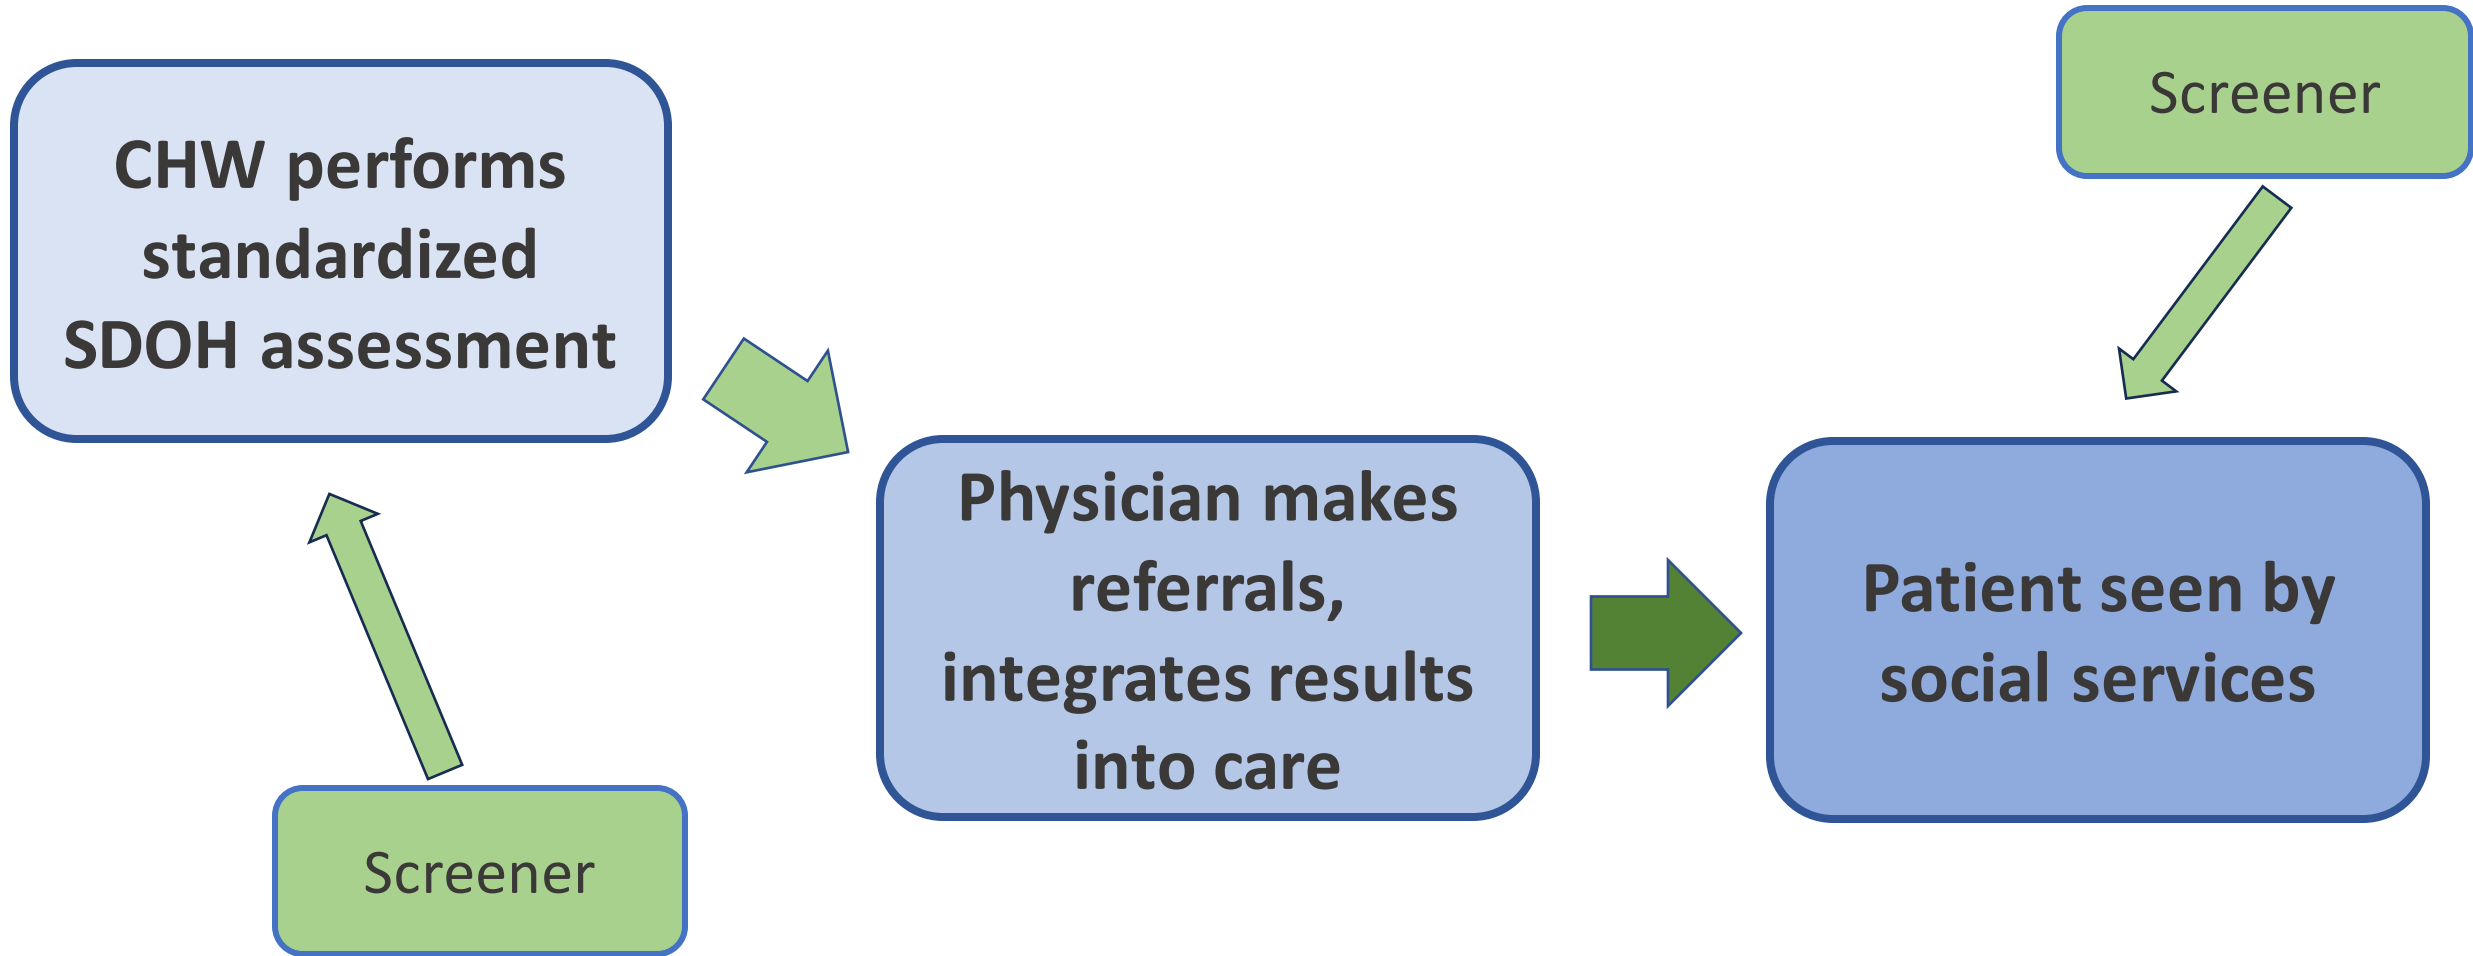 CHW performs
standardized
SDOH assessment
Screener
Physician makes
referrals,
integrates results
into care
Screener
Patient seen by
social services